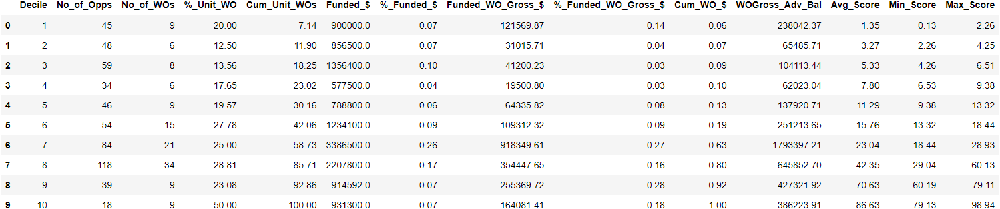 Decile No_of_Opps No_of_WOs %_Unit_WO Cum_Unit_WOs Funded_$ %_Funded_$ Funded_WO_Gross_$ %_Funded_WO_Gross_$ Cum_WO_$ WOGross_Adv_Bal Avg_Score Min_Score Max_Score
0 1 45 9 20.00 7.14 900000.0 0.07 121569.87 0.14 0.06 238042.37 1.35 0.13 2.26
1 2 48 6 12.50 11.90 856500.0 0.07 31015.71 0.04 0.07 65485.71 3.27 2.26 4.25
2 3 59 8 13.56 18.25 1356400.0 0.10 41200.23 0.03 0.09 104113.44 5.33 4.26 6.51
3 4 34 6 17.65 23.02 577500.0 0.04 19500.80 0.03 0.10 62023.04 7.80 6.53 9.38
4 5 46 9 19.57 30.16 788800.0 0.06 64335.82 0.08 0.13 137920.71 11.29 9.38 13.32
5 6 54 15 27.78 42.06 1234100.0 0.09 109312.32 0.09 0.19 251213.65 15.76 13.32 18.44
6 7 84 21 25.00 58.73 3386500.0 0.26 918349.61 0.27 0.63 1793397.21 23.04 18.44 28.93
7 8 118 34 28.81 85.71 2207800.0 0.17 354447.65 0.16 0.80 645852.70 42.35 29.04 60.13
8 9 39 9 23.08 92.86 914592.0 0.07 255369.72 0.28 0.92 427321.92 70.63 60.19 79.11
9 10 18 9 50.00 100.00 931300.0 0.07 164081.41 0.18 1.00 386223.91 86.63 79.13 98.94